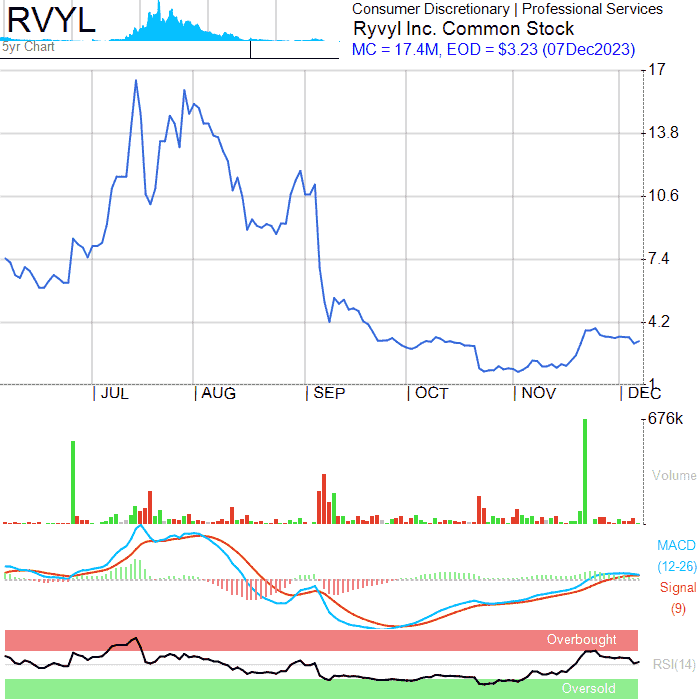 RVYL
5yr Chart
Consumer Discretionary | Professional Services
Ryvyl Inc. Common Stock
MC = 17.4M, EOD = $3.23 (07Dec2023)
17
13.8
10.6
7.4
4.2
1
JUL
AUG
SEP
OCT
NOV
DEC
676k
Volume
MACD
(12-26)
Signal
(9)
Overbought
RSI(14)
Oversold